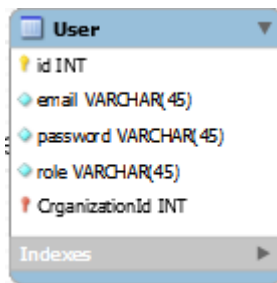 User
id INT
email VARCHAR(45)
password VARCHAR(45)
role VARCHAR(45)
OrganizationId INT
Indexes